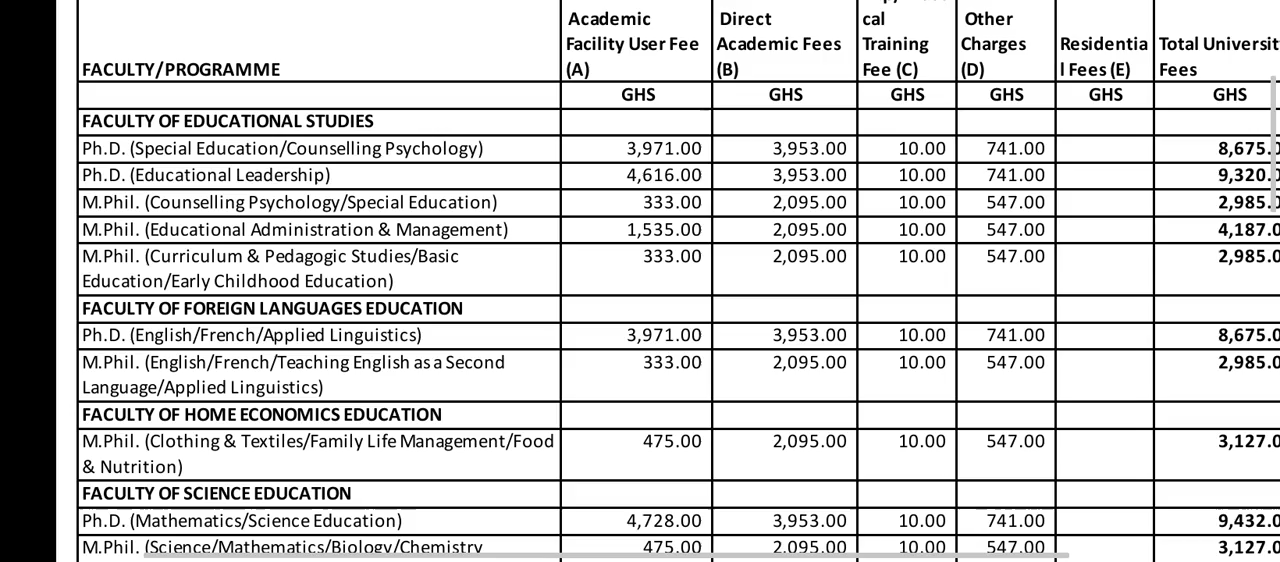 Academic Direct cal Other
Facility User Fee Academic Fees Training Charges Residentia Total Universit
FACULTY/PROGRAMME (A) (B) Fee (C) (D) l Fees (E) Fees
GHS GHS GHS GHS GHS GHS
FACULTY OF EDUCATIONAL STUDIES
Ph.D. (Special Education/Counselling Psychology) 3,971.00 3,953.00 10.00 741.00 8,675.0
Ph.D. (Educational Leadership) 4,616.00 3,953.00 10.00 741.00 9,320.0
M.Phil. (Counselling Psychology/Special Education) 333.00 2,095.00 10.00 547.00 2,985.0
M.Phil. (Educational Administration & Management) 1,535.00 2,095.00 10.00 547.00 4,187.0
M.Phil. (Curriculum & Pedagogic Studies/Basic 333.00 2,095.00 10.00 547.00 2,985.0
Education/Early Childhood Education)
FACULTY OF FOREIGN LANGUAGES EDUCATION
Ph.D. (English/French/Applied Linguistics) 3,971.00 3,953.00 10.00 741.00 8,675.0
M.Phil. (English/French/Teaching English as a Second 333.00 2,095.00 10.00 547.00 2,985.0
Language/Applied Linguistics)
FACULTY OF HOME ECONOMICS EDUCATION
M.Phil. (Clothing & Textiles/Family Life Management/Food 475.00 2,095.00 10.00 547.00 3,127.0
& Nutrition)
FACULTY OF SCIENCE EDUCATION
Ph.D. (Mathematics/Science Education) 4,728.00 3,953.00 10.00 741.00 9,432.0
M.Phil. (Science/Mathematics/Biology/Chemistry 475.00 2,095.00 10.00 547.00 3,127.0